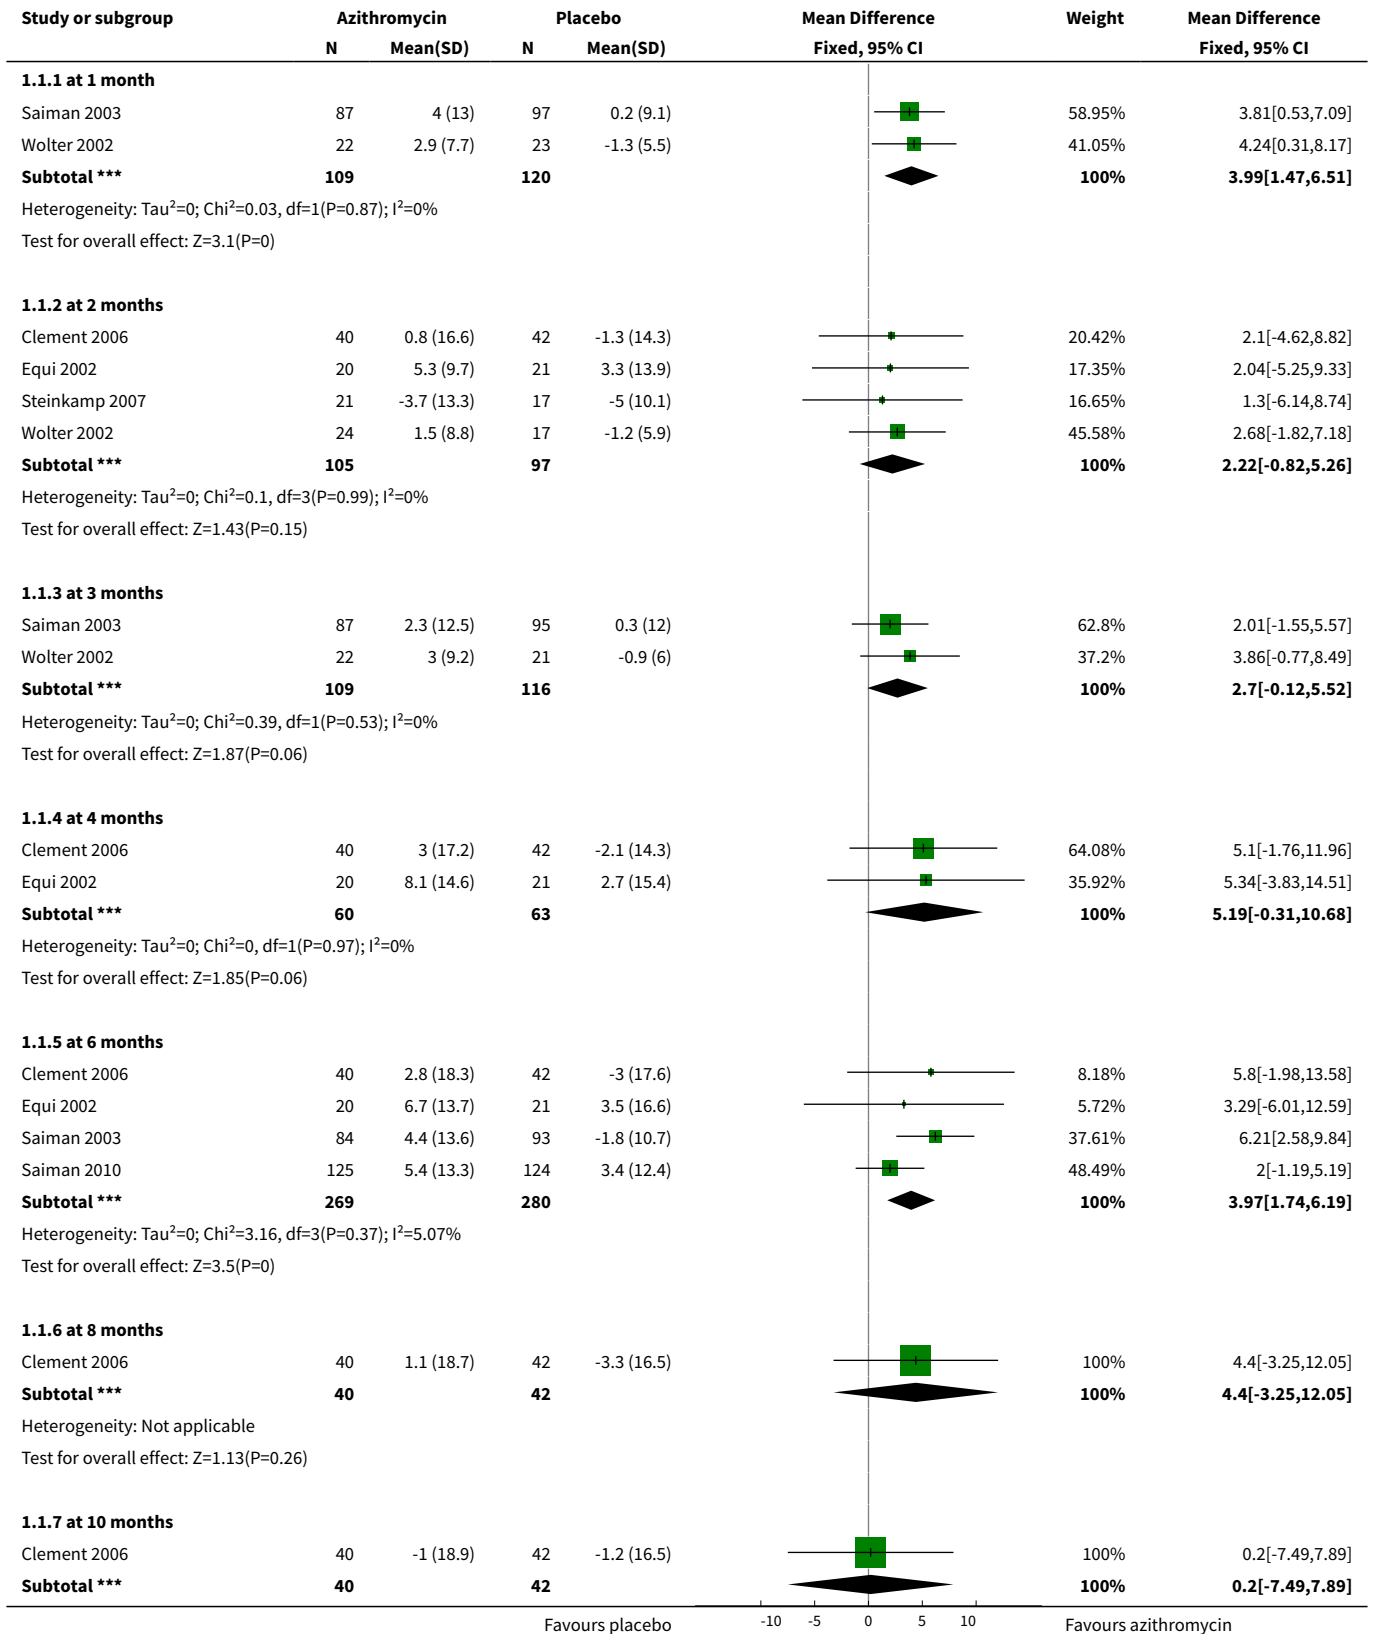 Study or subgroup Azithromycin Placebo Mean Difference Weight Mean Difference
N Mean(SD) N Mean(SD) Fixed, 95% CI Fixed, 95% CI
1.1.1 at 1 month
Saiman 2003 87 4 (13) 97 0.2 (9.1) 58.95% 3.81[0.53,7.09]
Wolter 2002 22 2.9 (7.7) 23 -1.3 (5.5) 41.05% 4.24[0.31,8.17]
Subtotal *** 109 120 100% 3.99[1.47,6.51]
Heterogeneity: Tau²=0; Chi²=0.03, df=1(P=0.87); I²=0%
Test for overall effect: Z=3.1(P=0)
1.1.2 at 2 months
Clement 2006 40 0.8 (16.6) 42 -1.3 (14.3) 20.42% 2.1[-4.62,8.82]
Equi 2002 20 5.3 (9.7) 21 3.3 (13.9) 17.35% 2.04[-5.25,9.33]
Steinkamp 2007 21 -3.7 (13.3) 17 -5 (10.1) 16.65% 1.3[-6.14,8.74]
Wolter 2002 24 1.5 (8.8) 17 -1.2 (5.9) 45.58% 2.68[-1.82,7.18]
Subtotal *** 105 97 100% 2.22[-0.82,5.26]
Heterogeneity: Tau²=0; Chi²=0.1, df=3(P=0.99); I²=0%
Test for overall effect: Z=1.43(P=0.15)
1.1.3 at 3 months
Saiman 2003 87 2.3 (12.5) 95 0.3 (12) 62.8% 2.01[-1.55,5.57]
Wolter 2002 22 3 (9.2) 21 -0.9 (6) 37.2% 3.86[-0.77,8.49]
Subtotal *** 109 116 100% 2.7[-0.12,5.52]
Heterogeneity: Tau²=0; Chi²=0.39, df=1(P=0.53); I²=0%
Test for overall effect: Z=1.87(P=0.06)
1.1.4 at 4 months
Clement 2006 40 3 (17.2) 42 -2.1 (14.3) 64.08% 5.1[-1.76,11.96]
Equi 2002 20 8.1 (14.6) 21 2.7 (15.4) 35.92% 5.34[-3.83,14.51]
Subtotal *** 60 63 100% 5.19[-0.31,10.68]
Heterogeneity: Tau²=0; Chi²=0, df=1(P=0.97); I²=0%
Test for overall effect: Z=1.85(P=0.06)
1.1.5 at 6 months
Clement 2006 40 2.8 (18.3) 42 -3 (17.6) 8.18% 5.8[-1.98,13.58]
Equi 2002 20 6.7 (13.7) 21 3.5 (16.6) 5.72% 3.29[-6.01,12.59]
Saiman 2003 84 4.4 (13.6) 93 -1.8 (10.7) 37.61% 6.21[2.58,9.84]
Saiman 2010 125 5.4 (13.3) 124 3.4 (12.4) 48.49% 2[-1.19,5.19]
Subtotal *** 269 280 100% 3.97[1.74,6.19]
Heterogeneity: Tau²=0; Chi²=3.16, df=3(P=0.37); I²=5.07%
Test for overall effect: Z=3.5(P=0)
1.1.6 at 8 months
Clement 2006 40 1.1 (18.7) 42 -3.3 (16.5) 100% 4.4[-3.25,12.05]
Subtotal *** 40 42 100% 4.4[-3.25,12.05]
Heterogeneity: Not applicable
Test for overall effect: Z=1.13(P=0.26)
1.1.7 at 10 months
Clement 2006 40 -1 (18.9) 42 -1.2 (16.5) 100% 0.2[-7.49,7.89]
Subtotal *** 40 42 100% 0.2[-7.49,7.89]
Favours placebo -10 -5 0 5 10 Favours azithromycin